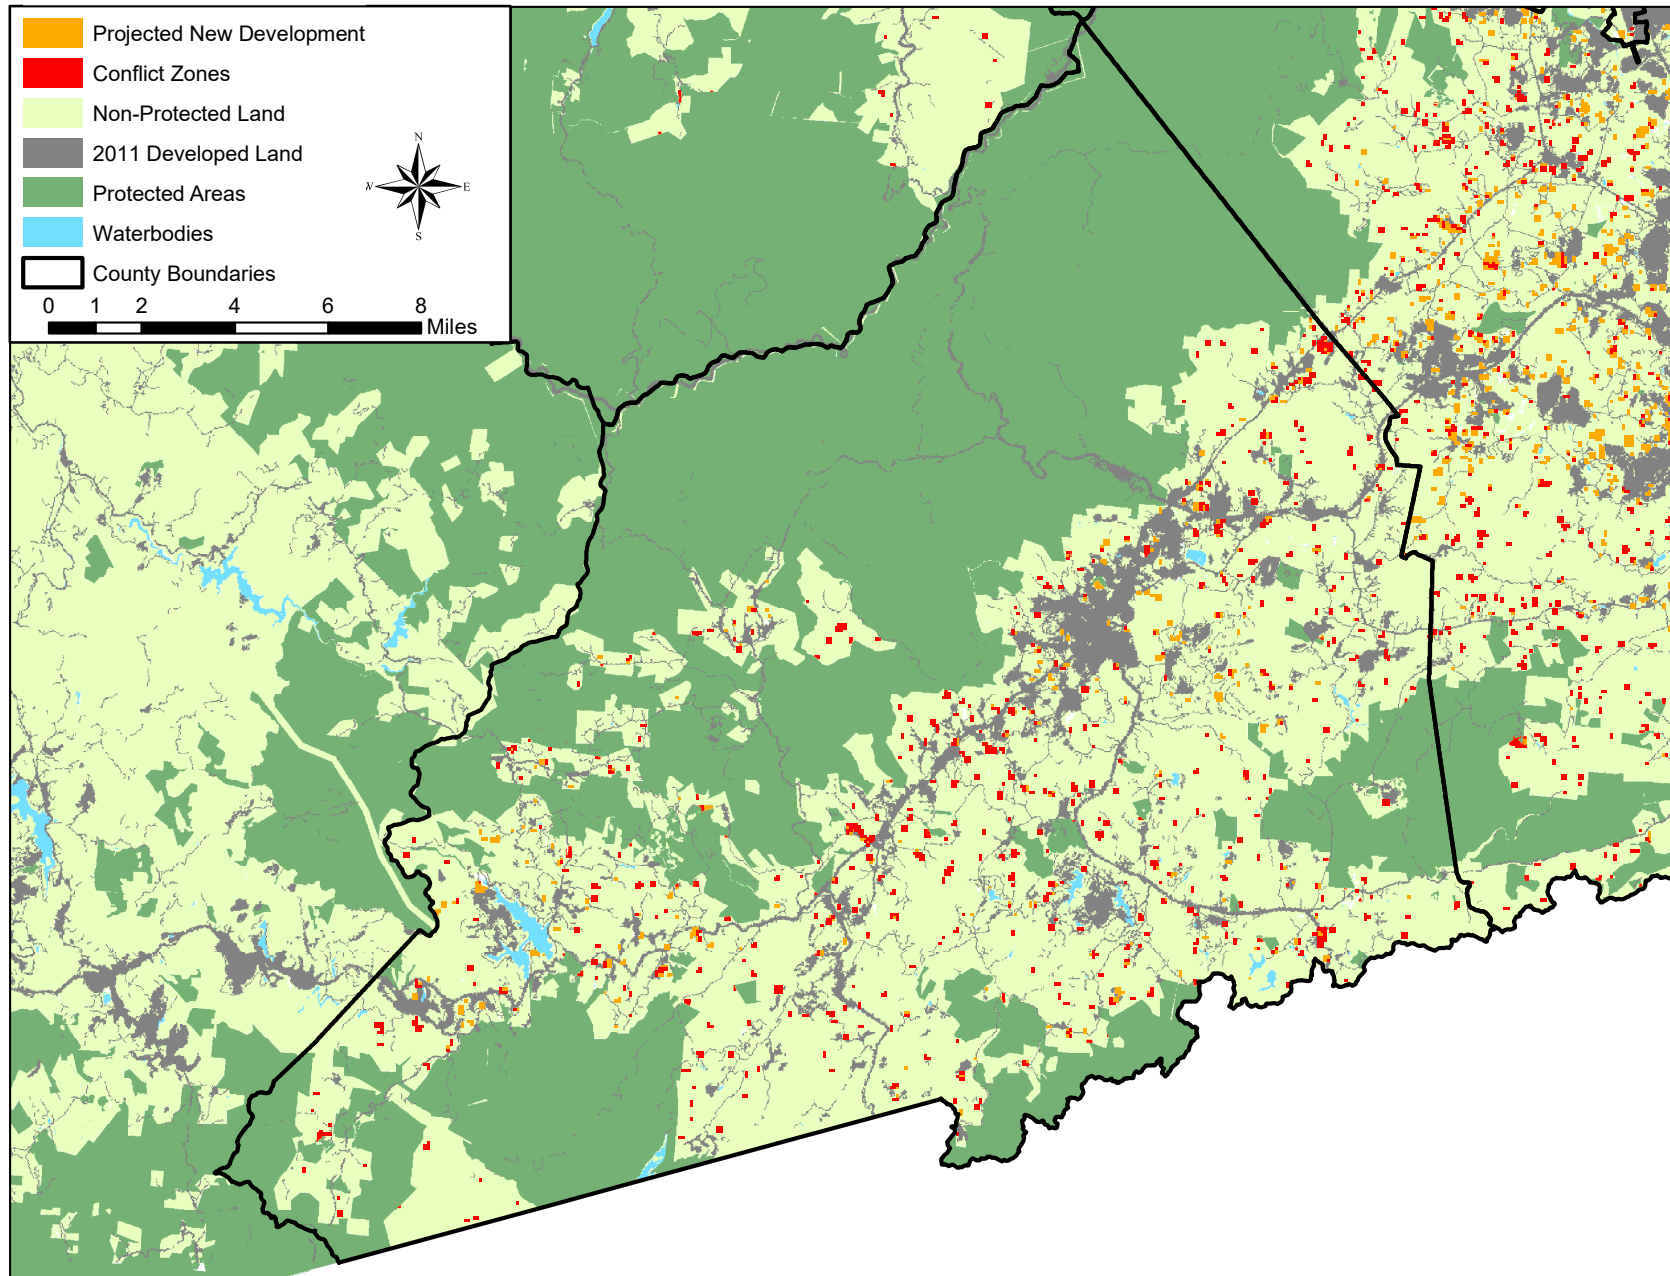 Projected New Development
Conflict Zones
Non-Protected Land
2011 Developed Land
Protected Areas
Waterbodies
County Boundaries
N
W E
S
0 1 2 4 6 8
Miles